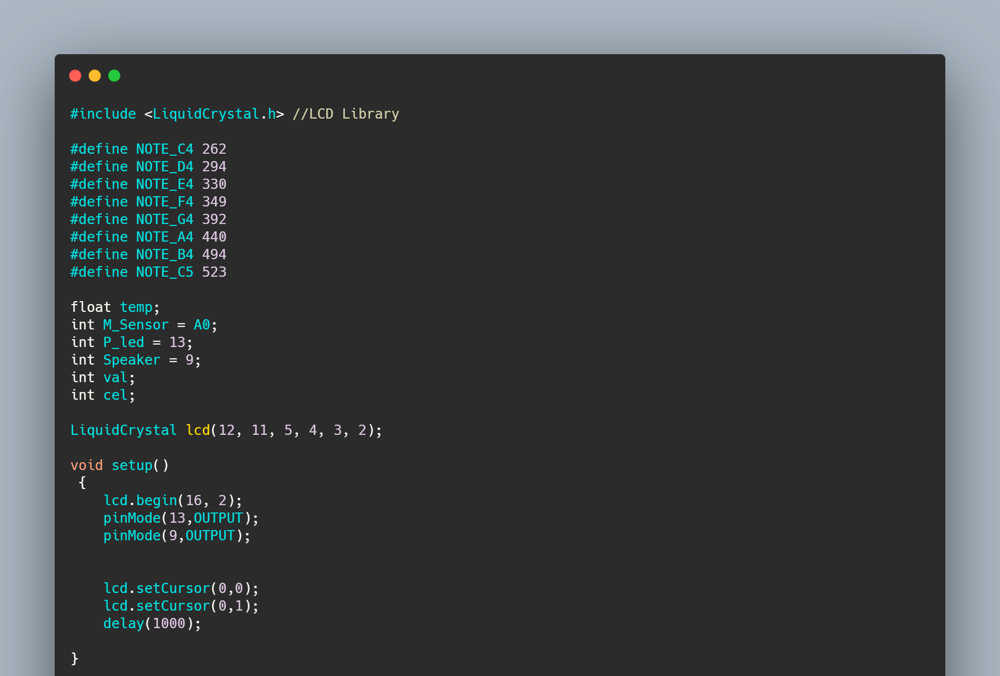 #include <LiquidCrystal.h> //LCD Library

#define NOTE_C4 262
#define NOTE_D4 294
#define NOTE_E4 330
#define NOTE_F4 349
#define NOTE_G4 392
#define NOTE_A4 440
#define NOTE_B4 494
#define NOTE_C5 523

float temp;
int M_Sensor = A0;
int P_led = 13;
int Speaker = 9;
int val;
int cel;

LiquidCrystal lcd(12, 11, 5, 4, 3, 2);

void setup()
 {
    lcd.begin(16, 2);
    pinMode(13,OUTPUT);
    pinMode(9,OUTPUT);


    lcd.setCursor(0,0);
    lcd.setCursor(0,1);
    delay(1000);

}